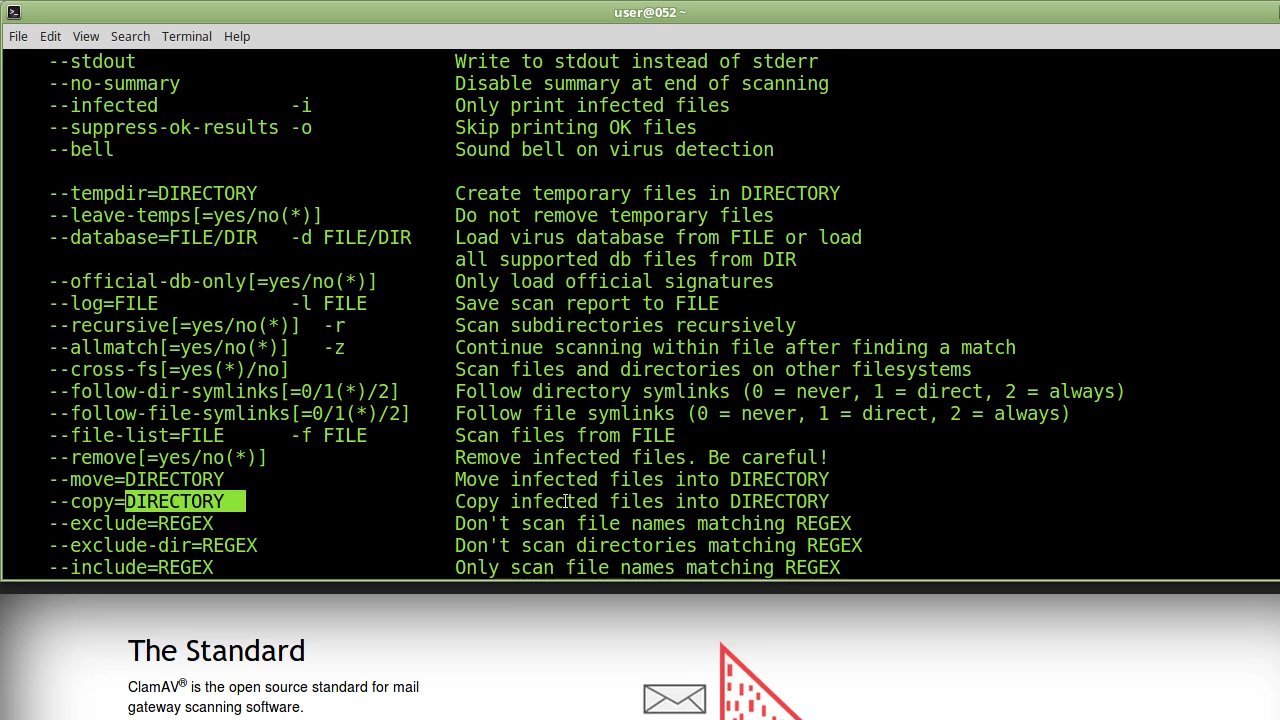 user@052 ~
File Edit View Search Terminal Help
--stdout Write to stdout instead of stderr
--no-summary Disable summary at end of scanning
--infected -i Only print infected files
--suppress-ok-results -o Skip printing OK files
--bell Sound bell on virus detection
--tempdir=DIRECTORY Create temporary files in DIRECTORY
--leave-temps[=yes/no(*)] Do not remove temporary files
--database=FILE/DIR -d FILE/DIR Load virus database from FILE or load
all supported db files from DIR
--official-db-only[=yes/no(*)] Only load official signatures
--log=FILE -l FILE Save scan report to FILE
--recursive[=yes/no(*)] -r Scan subdirectories recursively
--allmatch[=yes/no(*)] -z Continue scanning within file after finding a match
--cross-fs[=yes(*)/no] Scan files and directories on other filesystems
--follow-dir-symlinks[=0/1(*)/2] Follow directory symlinks (0 = never, 1 = direct, 2 = always)
--follow-file-symlinks[=0/1(*)/2] Follow file symlinks (0 = never, 1 = direct, 2 = always)
--file-list=FILE -f FILE Scan files from FILE
--remove[=yes/no(*)] Remove infected files. Be careful!
--move=DIRECTORY Move infected files into DIRECTORY
--copy=DIRECTORY Copy infected files into DIRECTORY
--exclude=REGEX Don't scan file names matching REGEX
--exclude-dir=REGEX Don't scan directories matching REGEX
--include=REGEX Only scan file names matching REGEX
The Standard
ClamAV® is the open source standard for mail
gateway scanning software.